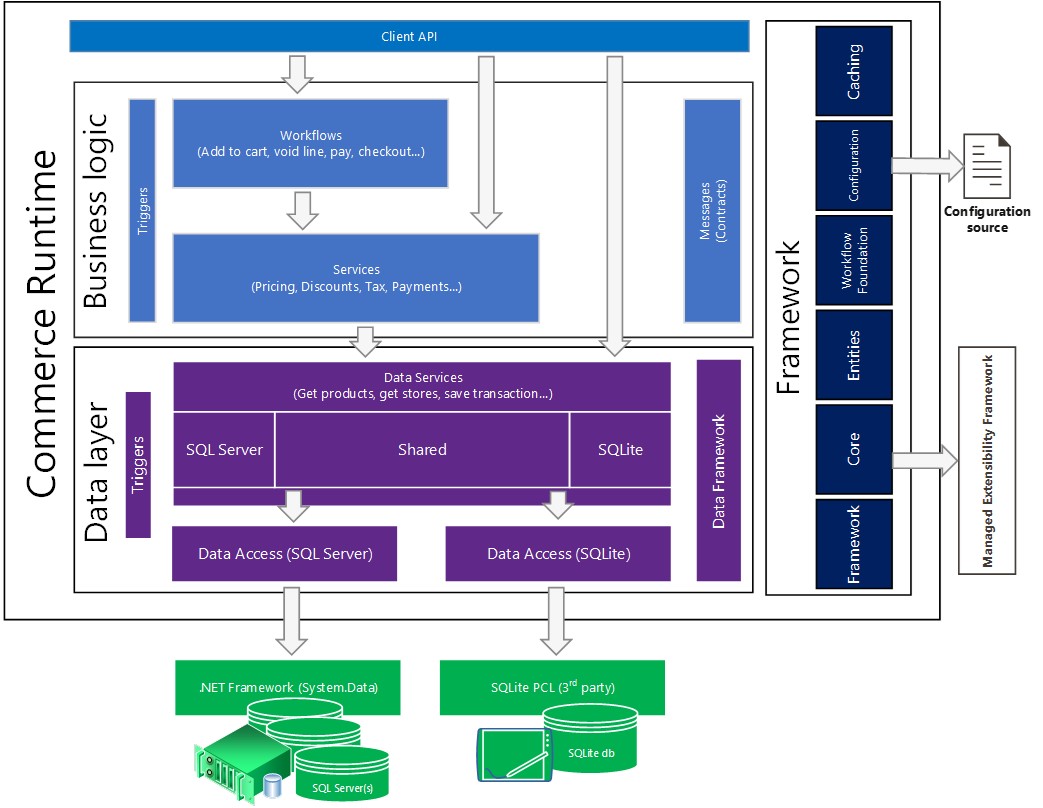 Commerce Runtime
Client API
Business logic
Triggers
Workflows
(Add to cart, void line, pay, checkout...)
Services
(Pricing, Discounts, Tax, Payments...)
Messages
(Contracts)
Data layer
Triggers
Data Services
(Get products, get stores, save transaction...)
SQL Server
Shared
SQLite
Data Access (SQL Server)
Data Access (SQLite)
Data Framework
Framework
Caching
Configuration
Workflow
Foundation
Entities
Core
Framework
Configuration
source
Managed Extensibility Framework
.NET Framework (System.Data)
SQL Server(s)
SQLite PCL (3rd party)
SQLite db